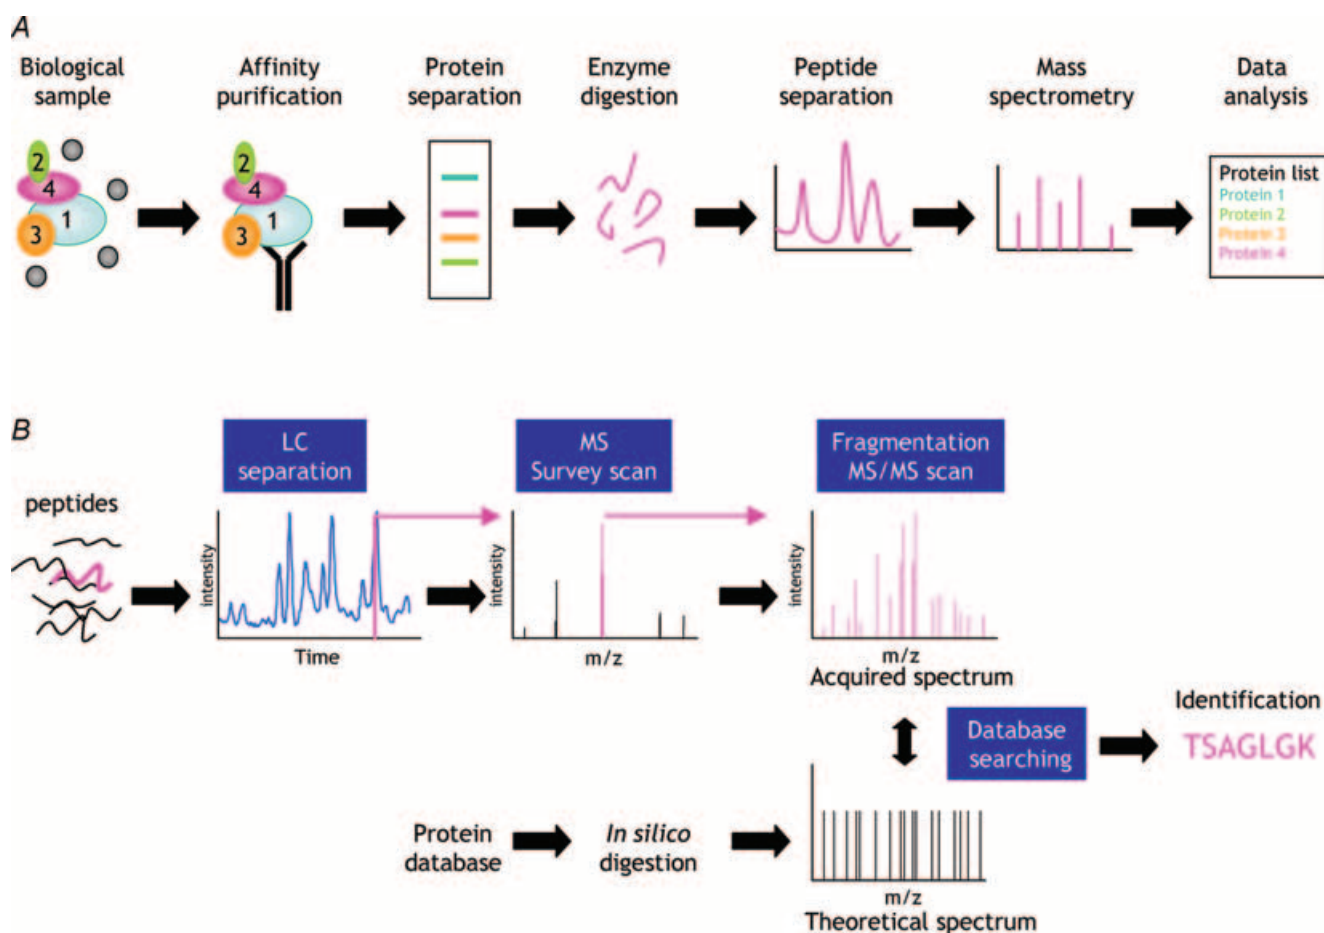 A
Biological
sample
Affinity
purification
Protein
separation
Enzyme
digestion
Peptide
separation
Mass
spectrometry
Data
analysis
2
4
1
3
2
4
1
3
Protein list
Protein 1
Protein 2
Protein 3
Protein 4
B
peptides
LC
separation
MS
Survey scan
Fragmentation
MS/MS scan
intensity
Time
intensity
m/z
intensity
m/z
Acquired spectrum
Database
searching
Identification
TSAGLGK
Protein
database
In silico
digestion
m/z
Theoretical spectrum